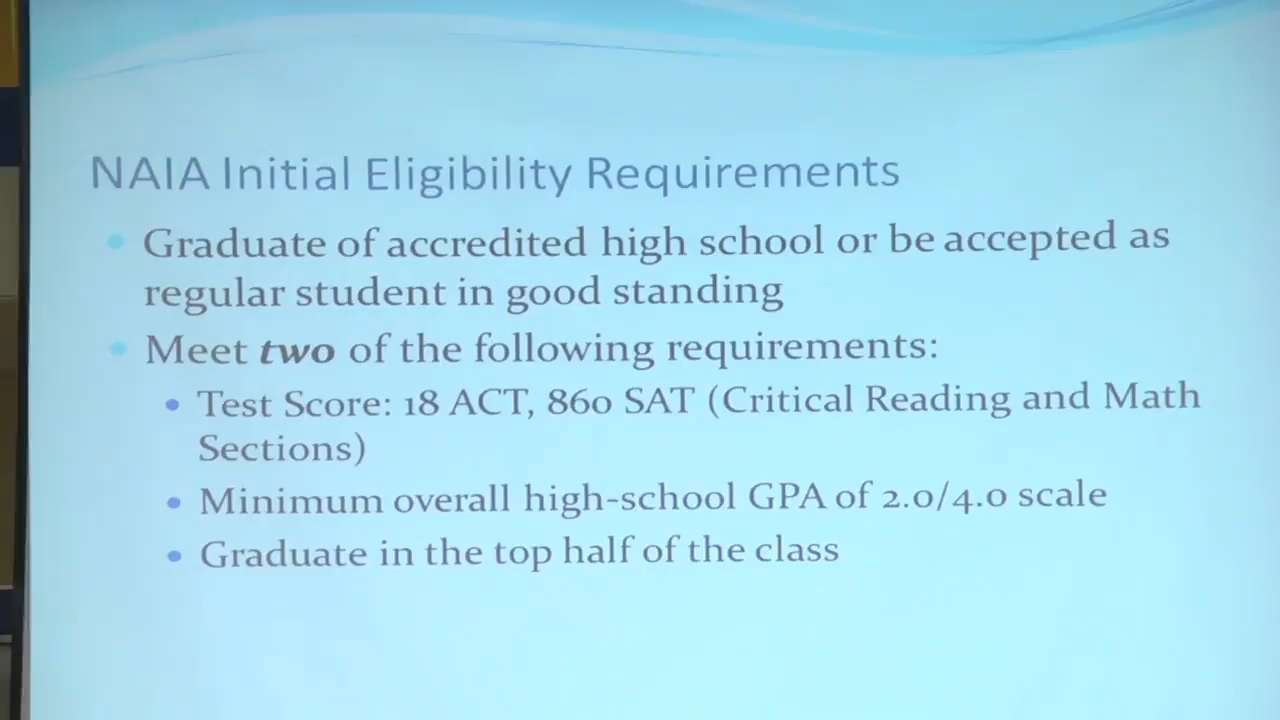 NAIA Initial Eligibility Requirements
Graduate of accredited high school or be accepted as
regular student in good standing
Meet two of the following requirements:
Test Score: 18 ACT, 860 SAT (Critical Reading and Math
Sections)
Minimum overall high-school GPA of 2.0/4.0 scale
Graduate in the top half of the class